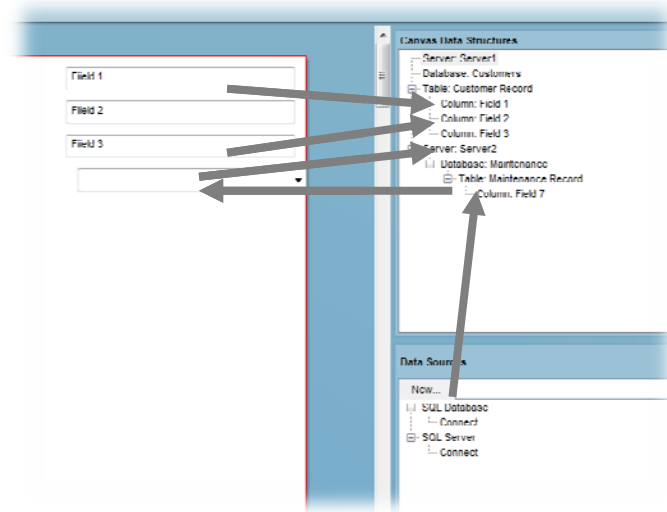 Field 1
Field 2
Field 3
Canvas Data Structures
Server: Server1
Database: Customers
Table: Customer Record
Column: Field 1
Column: Field 2
Column: Field 3
Server: Server2
Database: Maintenance
Table: Maintenance Record
Column: Field 7
Data Sources
New...
SQL Database
Connect
SQL Server
Connect